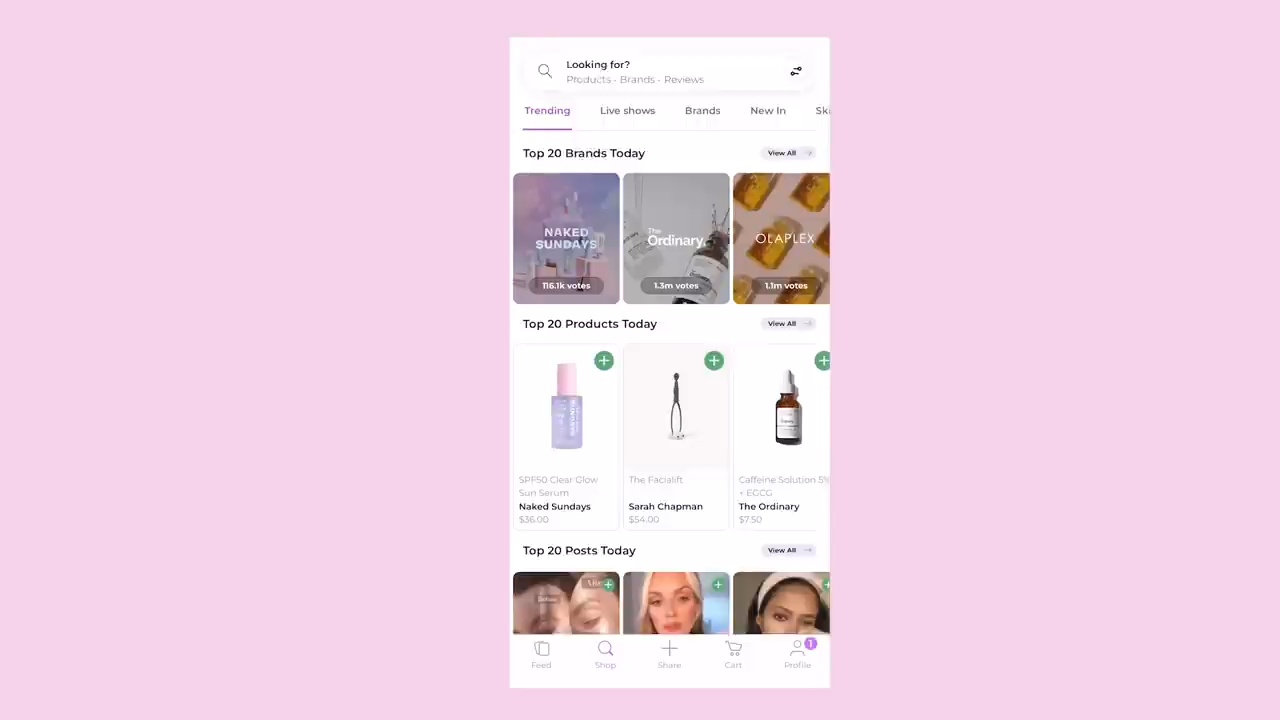 Looking for?
Products - Brands - Reviews
Trending
Live shows
Brands
New In
Top 20 Brands Today
View All
NAKED
SUNDAYS
116.1k votes
The
Ordinary.
1.3m votes
OLAPLEX
1.1m votes
Top 20 Products Today
View All
SPF50 Clear Glow
Sun Serum
Naked Sundays
$36.00
The Facialift
Sarah Chapman
$54.00
Caffeine Solution 5%
+ EGCG
The Ordinary
$7.50
Top 20 Posts Today
View All
Feed
Shop
Share
Cart
1
Profile